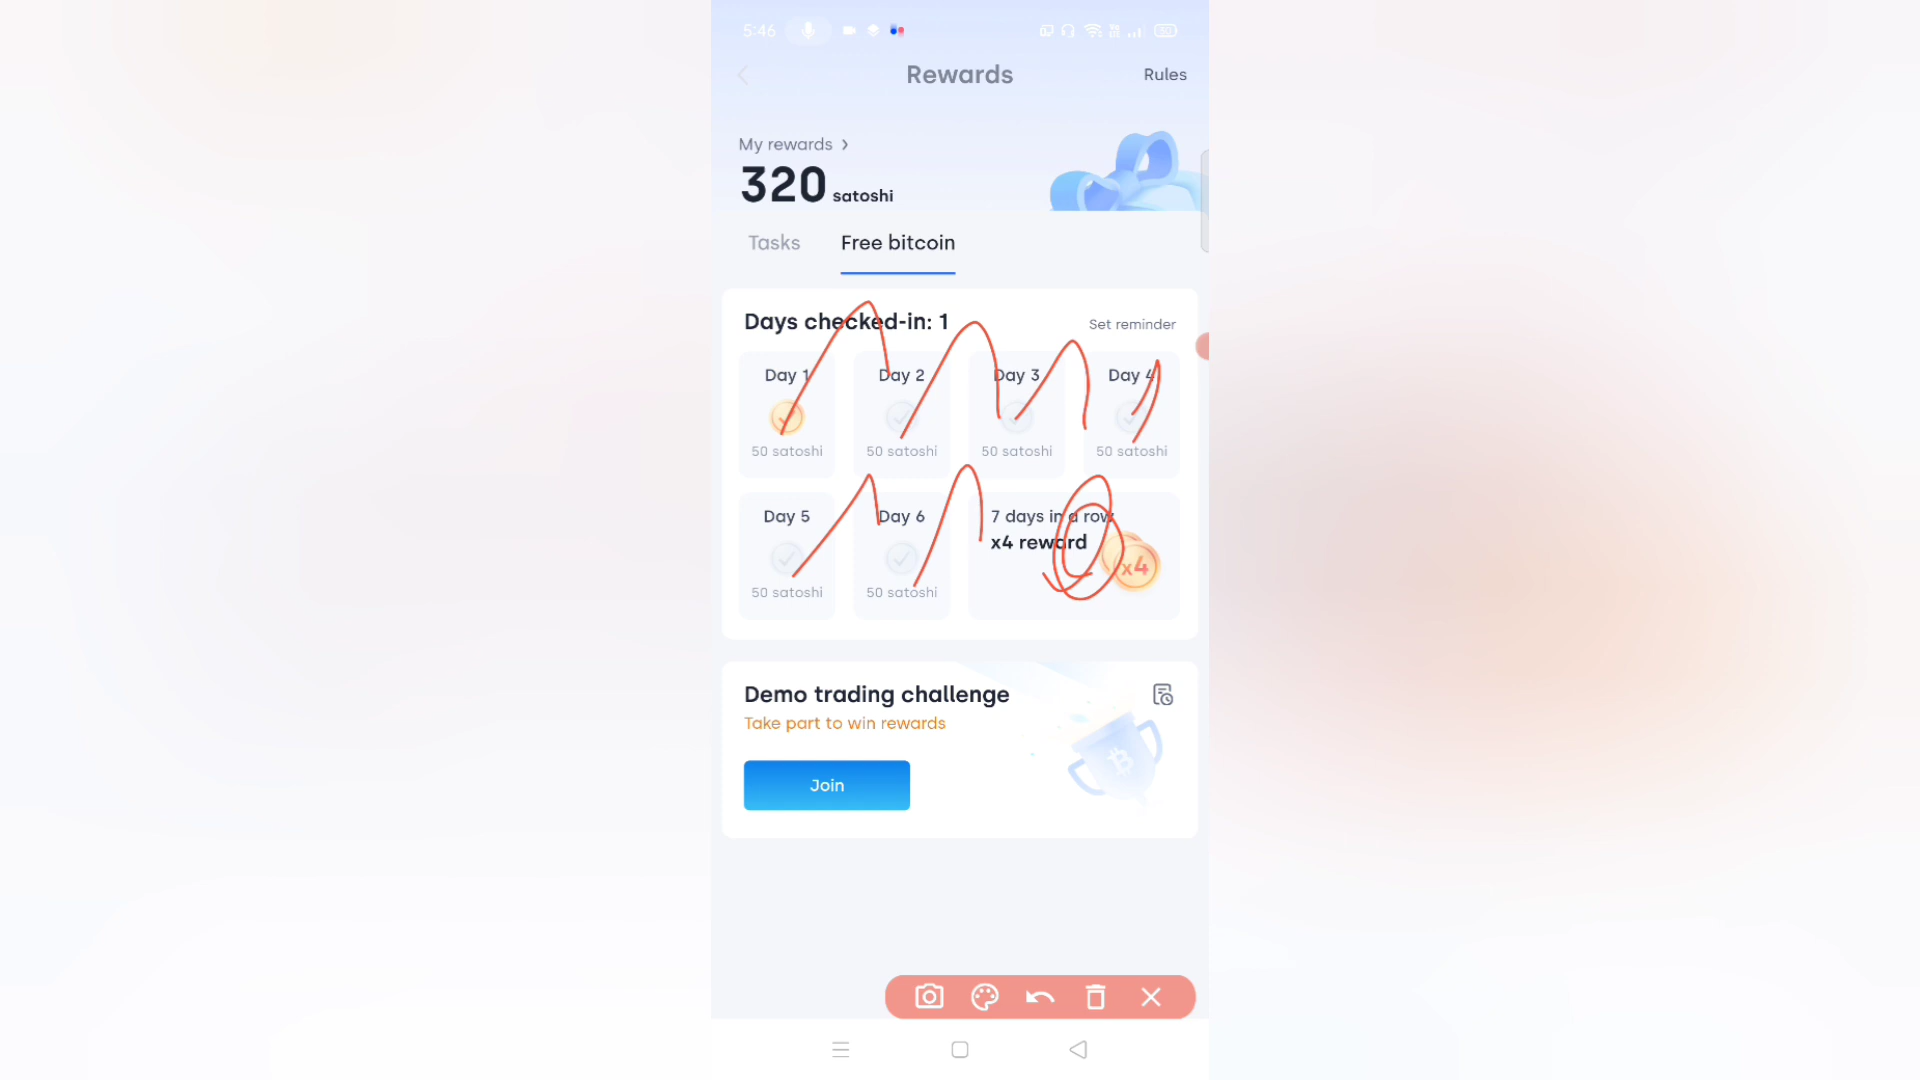 5:46
Rewards
Rules
My rewards >
320 satoshi
Tasks
Free bitcoin
Days checked-in: 1
Set reminder
Day 1
Day 2
Day 3
Day 4
50 satoshi
50 satoshi
50 satoshi
50 satoshi
Day 5
Day 6
7 days in a row
x4 reward
x4
50 satoshi
50 satoshi
Demo trading challenge
Take part to win rewards
Join